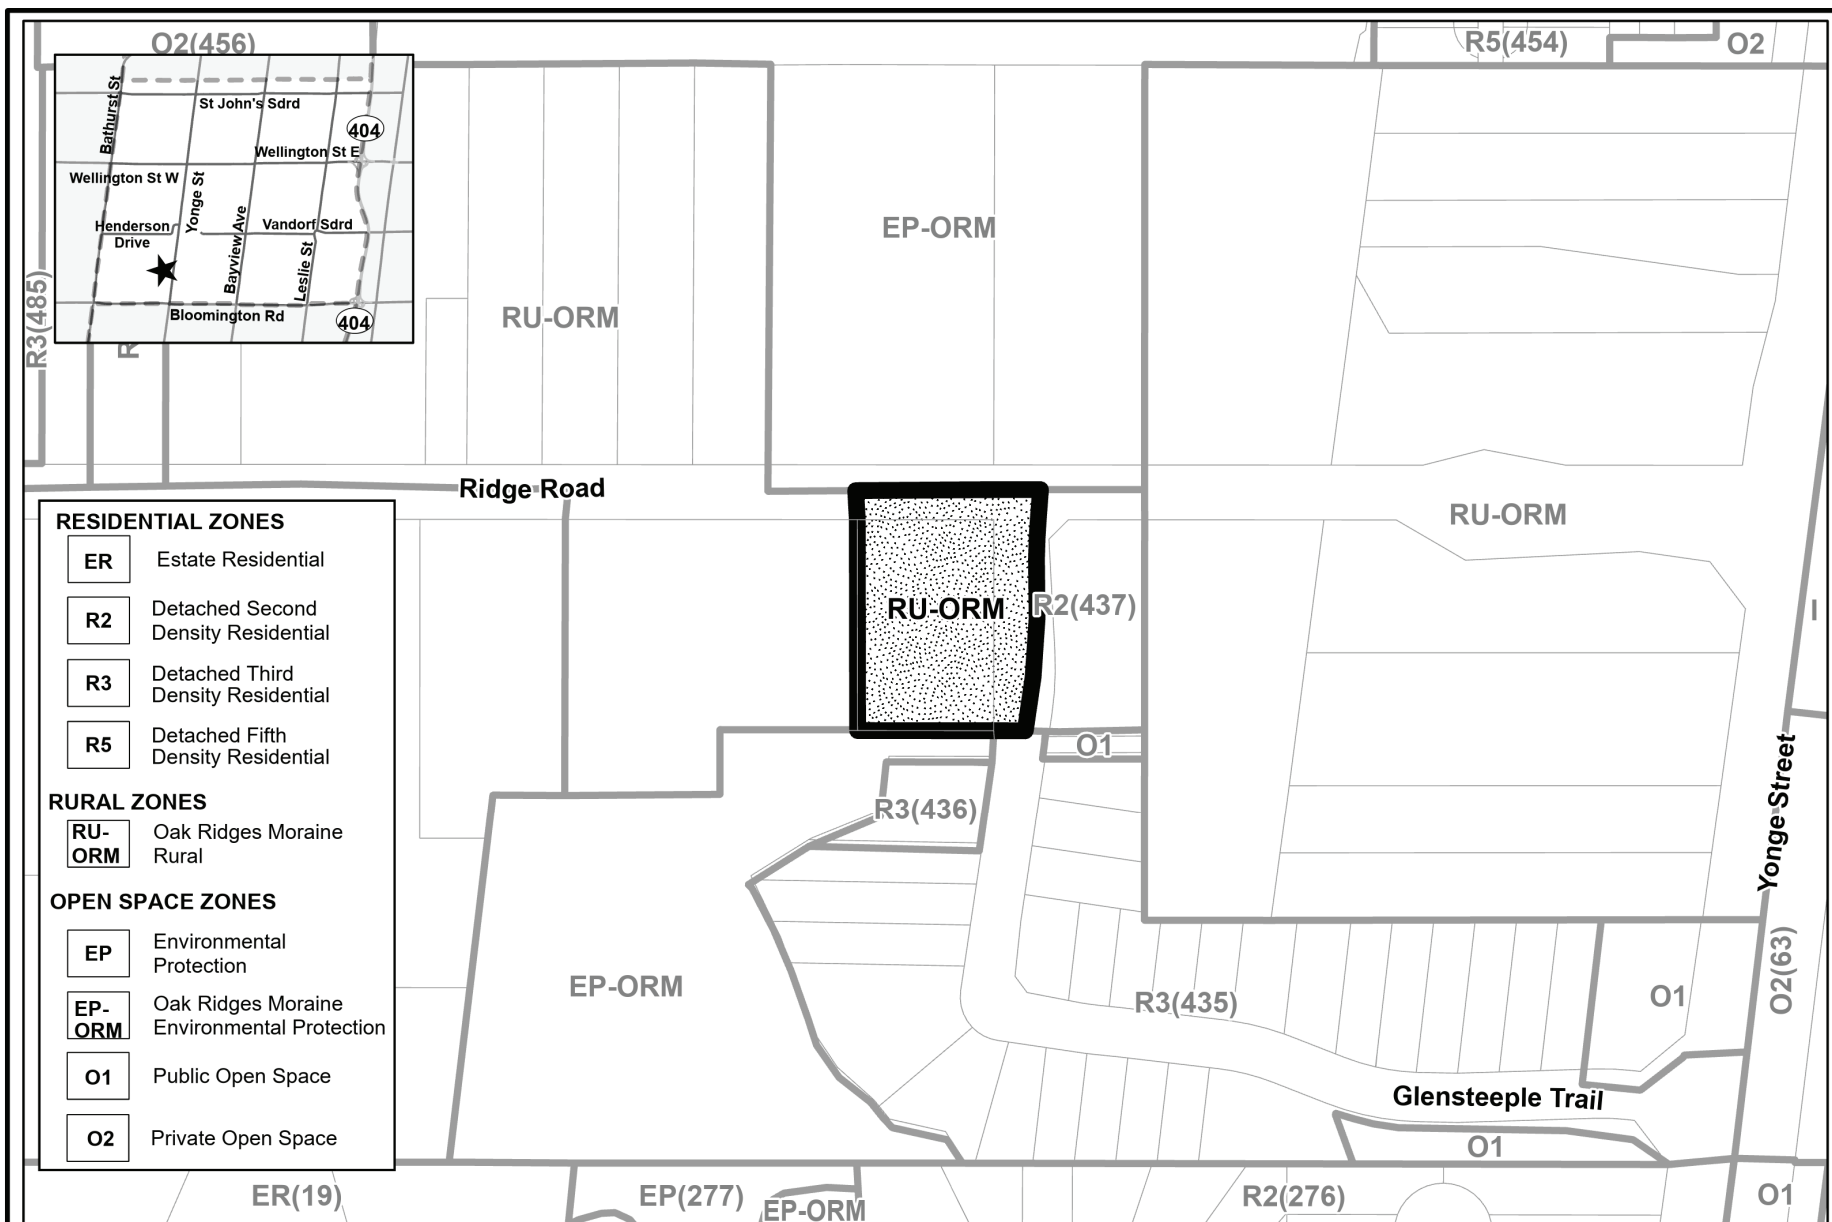 O2(456)
R5(454)
O2
Bathurst St
St John's Sdrd
404
Wellington St E
Wellington St W
Yonge St
Henderson
Drive
Bayview Ave
Vandorf Sdrd
Leslie St
Bloomington Rd
404
R3(485)
R
EP-ORM
RU-ORM
Ridge Road
RU-ORM
RU-ORM
R2(437)
I
RESIDENTIAL ZONES
ER
Estate Residential
R2
Detached Second
Density Residential
R3
Detached Third
Density Residential
R5
Detached Fifth
Density Residential
RURAL ZONES
RU-
ORM
Oak Ridges Moraine
Rural
OPEN SPACE ZONES
EP
Environmental
Protection
EP-
ORM
Oak Ridges Moraine
Environmental Protection
O1
Public Open Space
O2
Private Open Space
O1
R3(436)
Yonge Street
EP-ORM
R3(435)
O1
O2(63)
Glensteeple Trail
O1
ER(19)
EP(277)
EP-ORM
R2(276)
O1